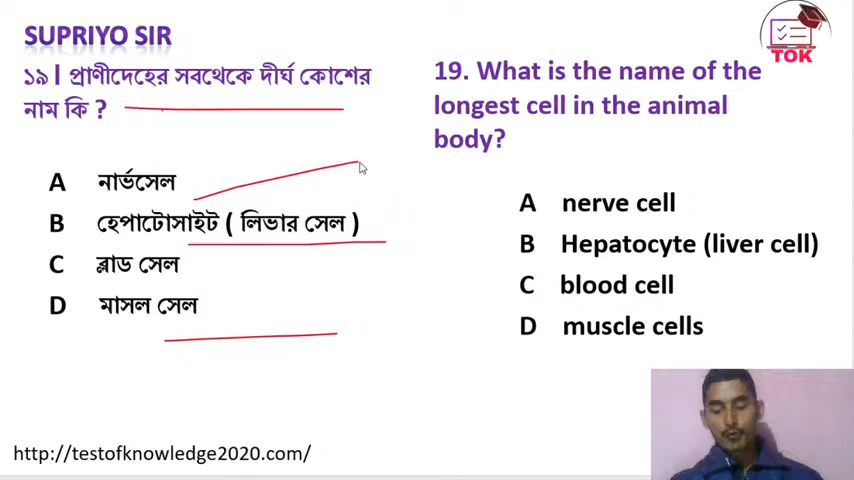 SUPRIYO SIR
TOK
১৯। প্রাণীদেহের সবথেকে দীর্ঘ কোশের
নাম কি ?
A নার্ভসেল
B হেপাটোসাইট ( লিভার সেল )
C ব্লাড সেল
D মাসল সেল
19. What is the name of the
longest cell in the animal
body?
A nerve cell
B Hepatocyte (liver cell)
C blood cell
D muscle cells
http://testofknowledge2020.com/